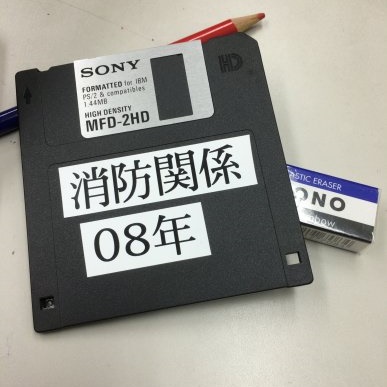 SONY
FORMATTED for IBM
PS/2 & compatibles
1.44MB
HIGH DENSITY
MFD-2HD
HD
消防関係
08年
ASTIC ERASER
ONO
bow